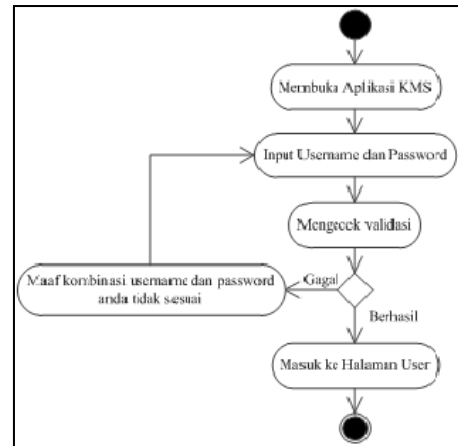 Membuka Aplikasi KMS
Input Username dan Password
Mengecek validasi
Gagal
Maaf kombinasi username dan password
anda tidak sesuai
Berhasil
Masuk ke Halaman User